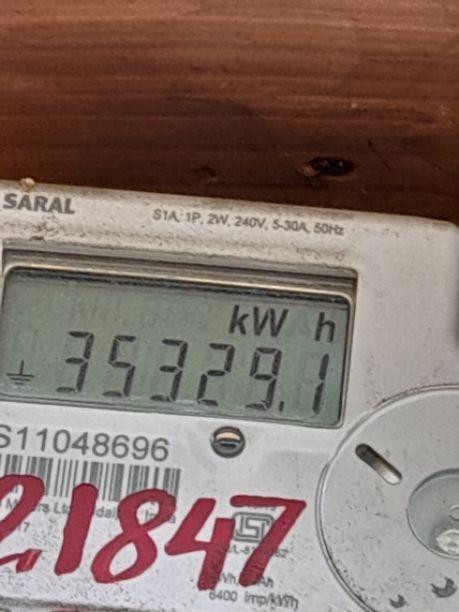 SARAL
S1A, 1P, 2W, 240V, 5-30A, 50Hz
kW h
35329.1
S11048696
21847
6400 imp/kWh